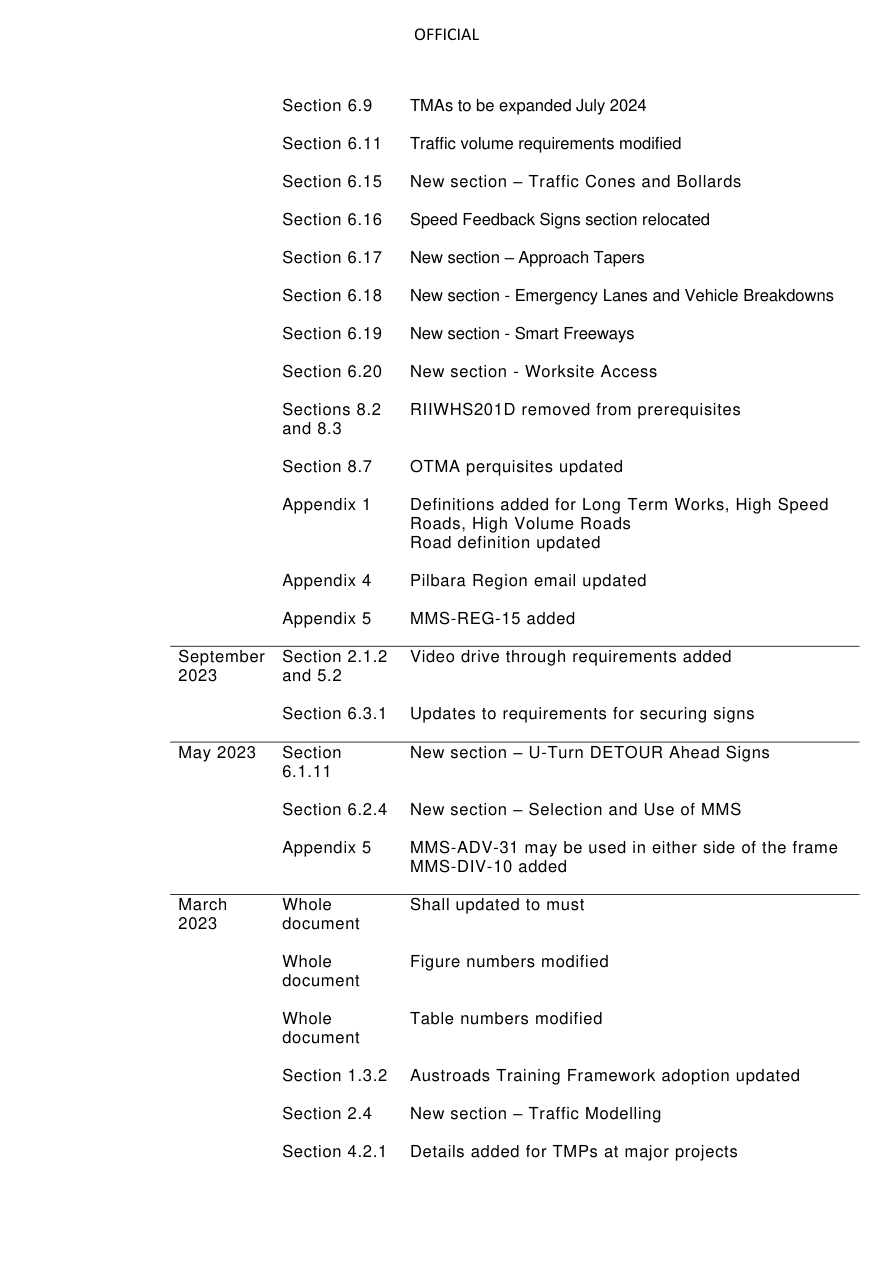 OFFICIAL
Section 6.9 TMAs to be expanded July 2024
Section 6.11 Traffic volume requirements modified
Section 6.15 New section – Traffic Cones and Bollards
Section 6.16 Speed Feedback Signs section relocated
Section 6.17 New section – Approach Tapers
Section 6.18 New section - Emergency Lanes and Vehicle Breakdowns
Section 6.19 New section - Smart Freeways
Section 6.20 New section - Worksite Access
Sections 8.2 RIIWHS201D removed from prerequisites
and 8.3
Section 8.7 OTMA perquisites updated
Appendix 1 Definitions added for Long Term Works, High Speed
Roads, High Volume Roads
Road definition updated
Appendix 4 Pilbara Region email updated
Appendix 5 MMS-REG-15 added
September Section 2.1.2 Video drive through requirements added
2023 and 5.2
Section 6.3.1 Updates to requirements for securing signs
May 2023 Section New section – U-Turn DETOUR Ahead Signs
6.1.11
Section 6.2.4 New section – Selection and Use of MMS
Appendix 5 MMS-ADV-31 may be used in either side of the frame
MMS-DIV-10 added
March Whole Shall updated to must
2023 document
Whole Figure numbers modified
document
Whole Table numbers modified
document
Section 1.3.2 Austroads Training Framework adoption updated
Section 2.4 New section – Traffic Modelling
Section 4.2.1 Details added for TMPs at major projects